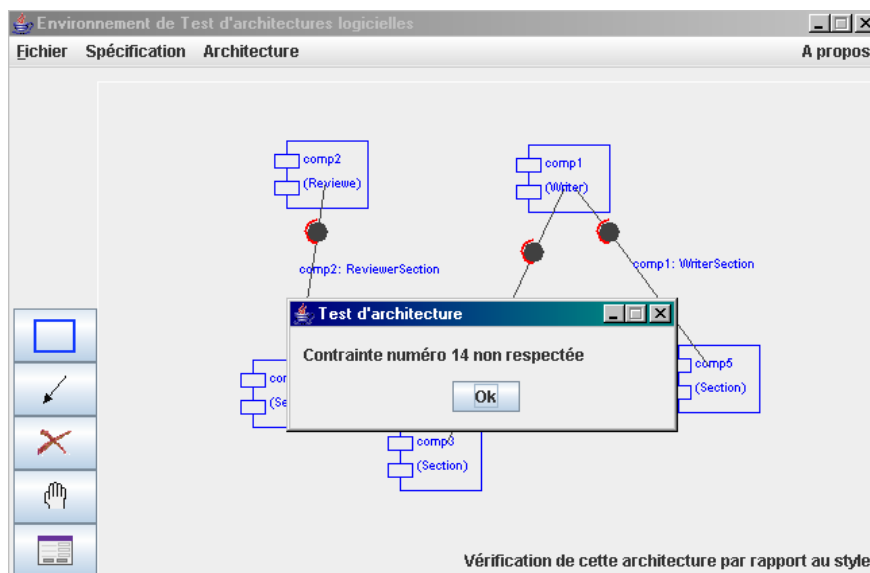 Environnement de Test d'architectures logicielles
Fichier Spécification Architecture A propos
comp2
(Reviewe)
comp1
(Writer)
comp2: ReviewerSection
comp1: WriterSection
Test d'architecture
Contrainte numéro 14 non respectée
Ok
comp5
(Section)
comp3
(Section)
Vérification de cette architecture par rapport au style